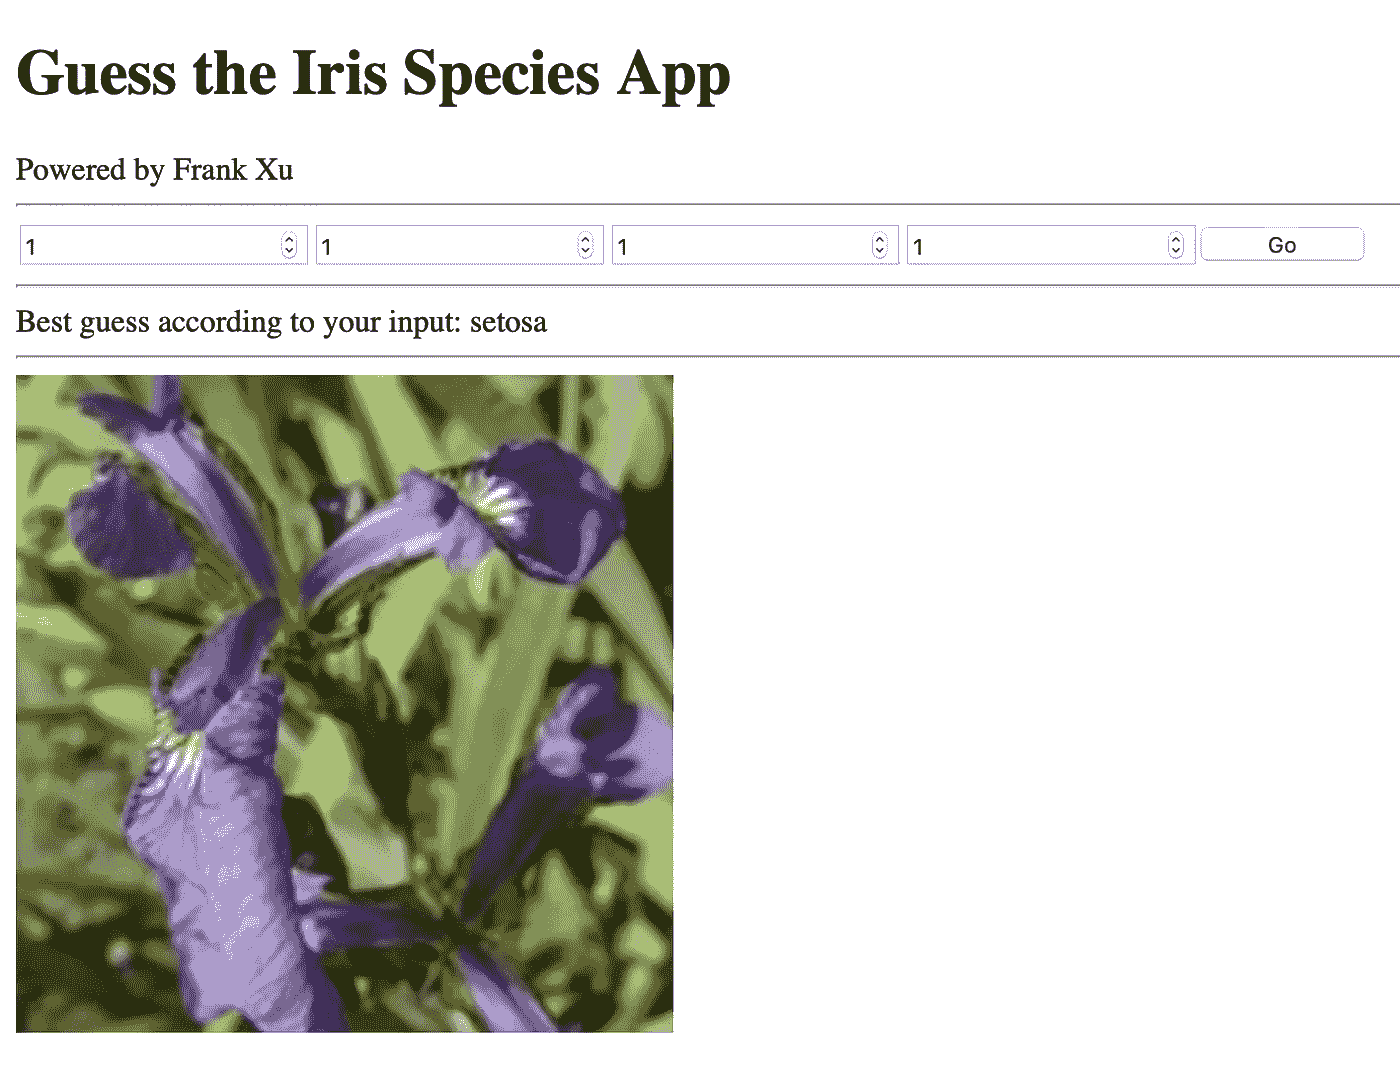 Guess the Iris Species App
Powered by Frank Xu
1 1 1 1 Go
Best guess according to your input: setosa